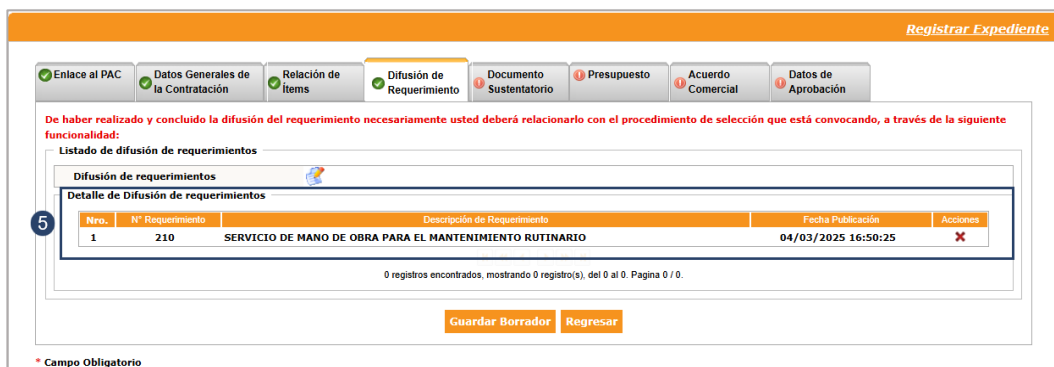 Registrar Expediente
Enlace al PAC
Datos Generales de
la Contratación
Relación de
Ítems
Difusión de
Requerimiento
Documento
Sustentatorio
Presupuesto
Acuerdo
Comercial
Datos de
Aprobación
De haber realizado y concluido la difusión del requerimiento necesariamente usted deberá relacionarlo con el procedimiento de selección que está convocando, a través de la siguiente
funcionalidad:
Listado de difusión de requerimientos
Difusión de requerimientos
Detalle de Difusión de requerimientos
5
Nro. N° Requerimiento Descripción de Requerimiento Fecha Publicación Acciones
1 210 SERVICIO DE MANO DE OBRA PARA EL MANTENIMIENTO RUTINARIO 04/03/2025 16:50:25
0 registros encontrados, mostrando 0 registro(s), del 0 al 0. Pagina 0 / 0.
Guardar Borrador Regresar
* Campo Obligatorio